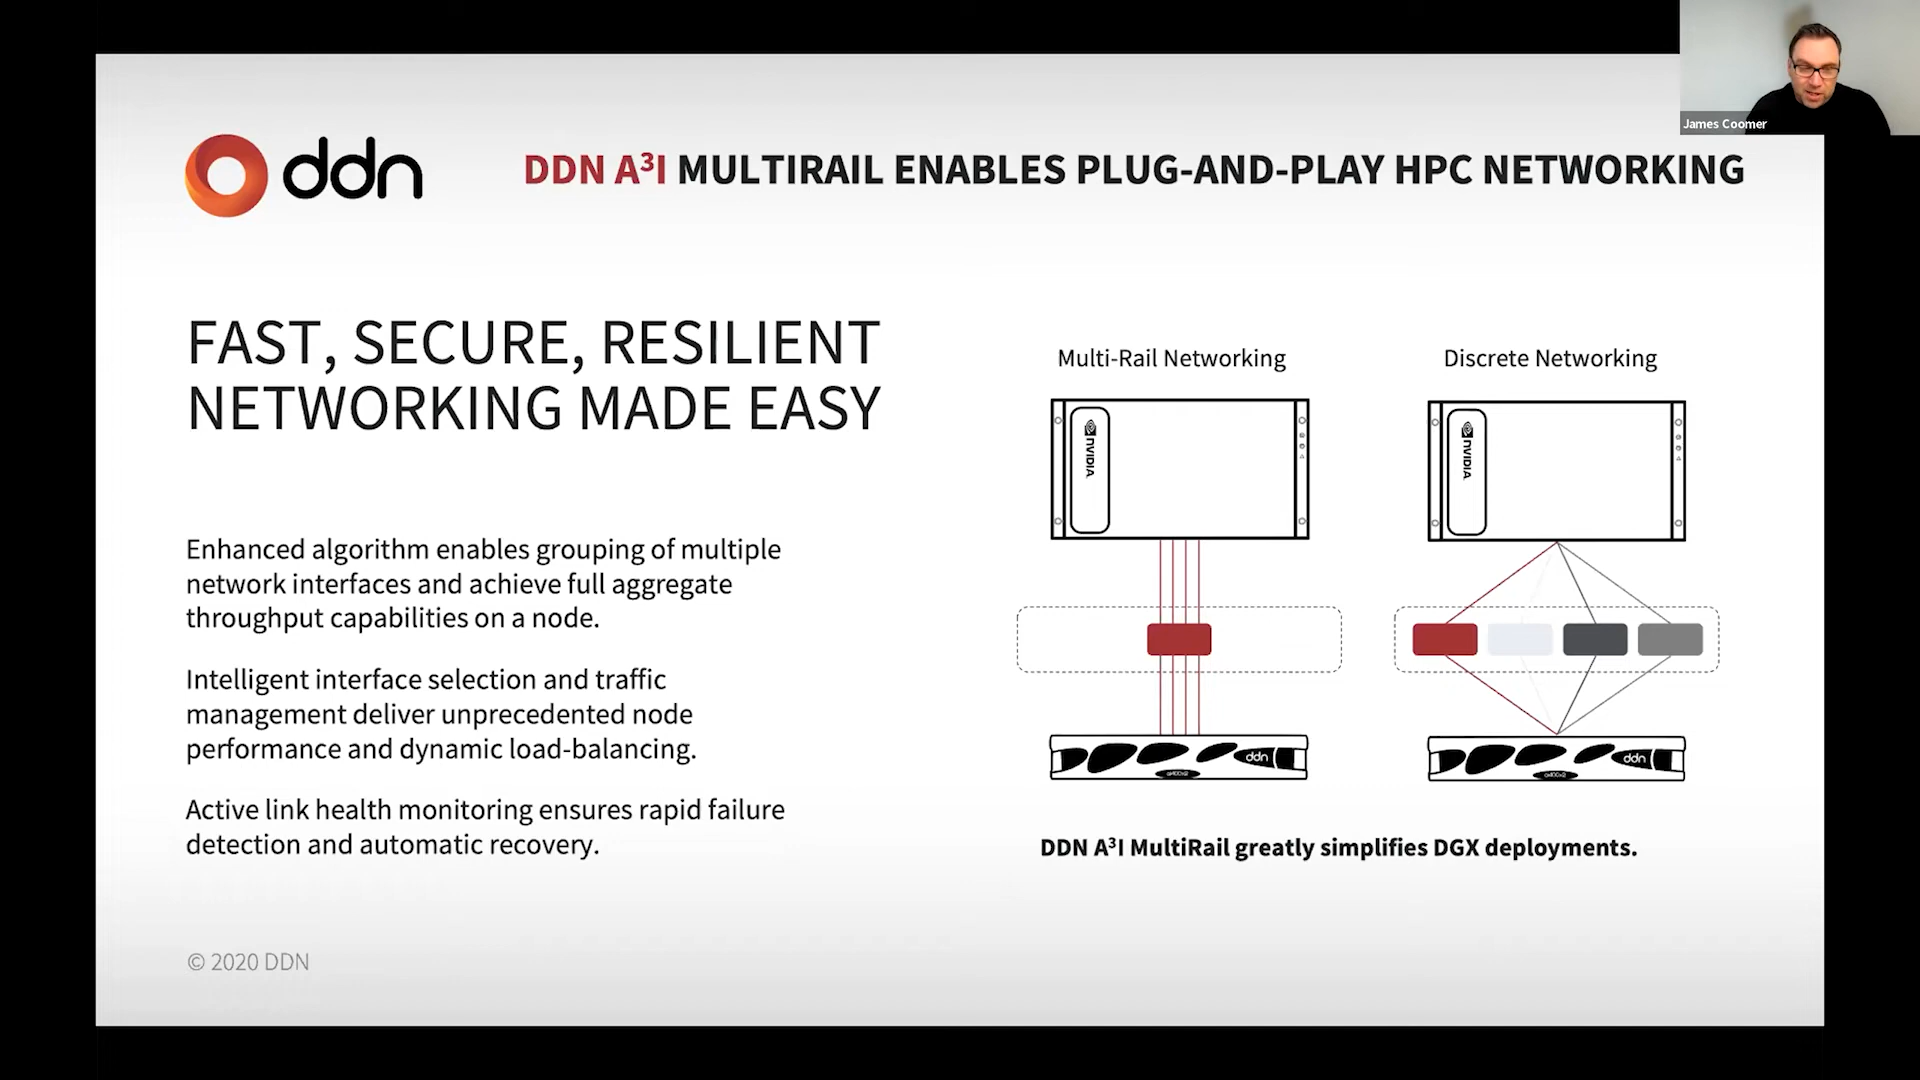 James Coomer
ddn
DDN A³I MULTIRAIL ENABLES PLUG-AND-PLAY HPC NETWORKING
FAST, SECURE, RESILIENT
NETWORKING MADE EASY
Enhanced algorithm enables grouping of multiple
network interfaces and achieve full aggregate
throughput capabilities on a node.
Intelligent interface selection and traffic
management deliver unprecedented node
performance and dynamic load-balancing.
Active link health monitoring ensures rapid failure
detection and automatic recovery.
Multi-Rail Networking
NVIDIA
ddn
Discrete Networking
NVIDIA
ddn
DDN A³I MultiRail greatly simplifies DGX deployments.
© 2020 DDN